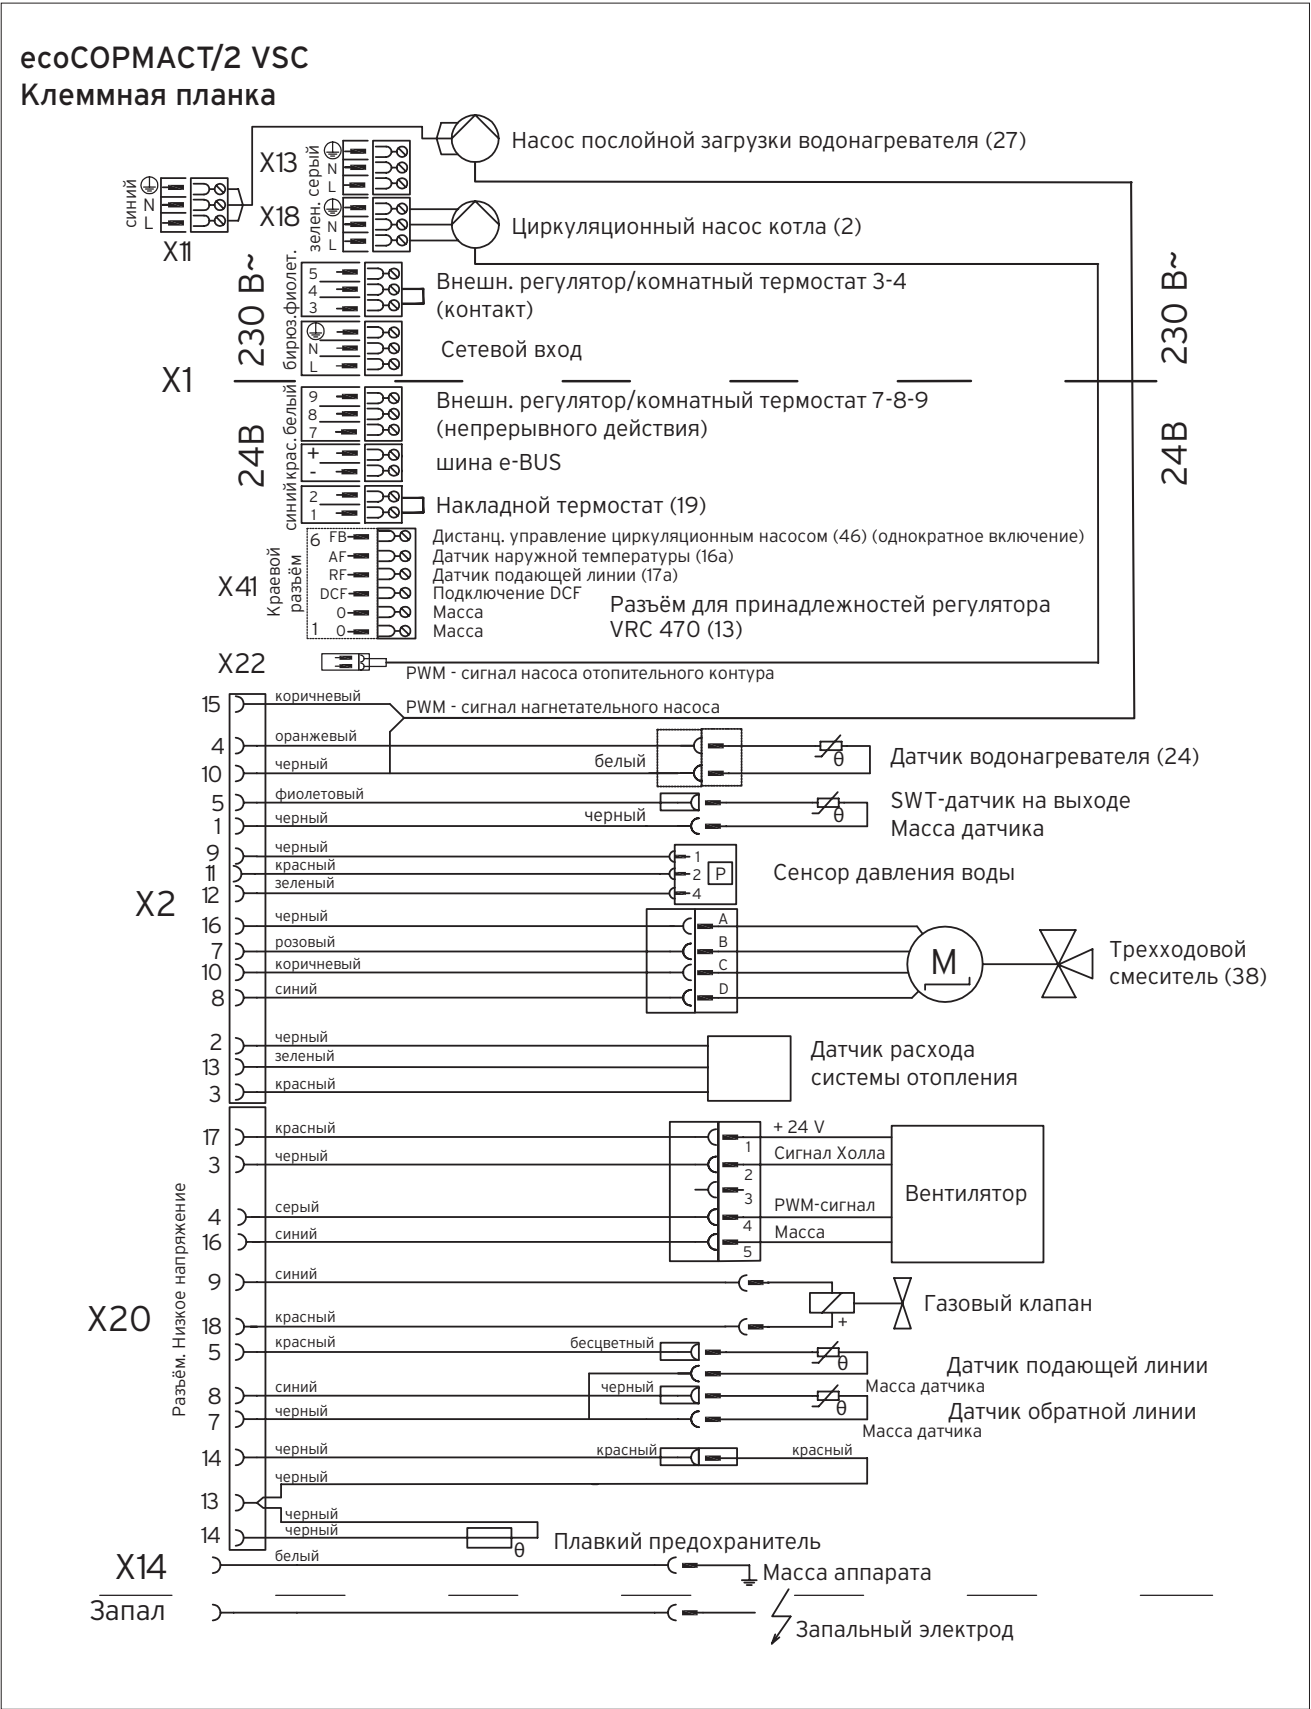 ecoCOPMACT/2 VSC
Клеммная планка
Насос послойной загрузки водонагревателя (27)
X13
серый
N
L
синий
N
L
X11
X18
зелен.
N
L
Циркуляционный насос котла (2)
230 В~
фиолет.
5
4
3
Внешн. регулятор/комнатный термостат 3-4
(контакт)
230 В~
бирюз.
N
L
Сетевой вход
X1
24В
белый
9
8
7
Внешн. регулятор/комнатный термостат 7-8-9
(непрерывного действия)
24В
крас.
+
-
шина e-BUS
синий
2
1
Накладной термостат (19)
X41
Краевой
разъём
6 FB
Дистанц. управление циркуляционным насосом (46) (однократное включение)
AF
Датчик наружной температуры (16a)
RF
Датчик подающей линии (17a)
DCF
Подключение DCF
0
Масса
1 0
Масса
Разъём для принадлежностей регулятора
VRC 470 (13)
X22
PWM - сигнал насоса отопительного контура
X2
15 коричневый
PWM - сигнал нагнетательного насоса
4 оранжевый
10 черный белый
Датчик водонагревателя (24)
θ
5 фиолетовый
1 черный черный
θ
SWT-датчик на выходе
Масса датчика
9 черный 1
11 красный 2 P
12 зеленый 4
Сенсор давления воды
16 черный A
7 розовый B
10 коричневый C
8 синий D
M
Трехходовой
смеситель (38)
2 черный
13 зеленый
3 красный
Датчик расхода
системы отопления
X20
Разъём. Низкое напряжение
17 красный 1 + 24 V
3 черный 2 Сигнал Холла
3
4 серый 4 PWM-сигнал
16 синий 5 Масса
Вентилятор
9 синий
18 красный +
Газовый клапан
5 красный бесцветный θ
Датчик подающей линии
Масса датчика
8 синий черный θ
7 черный
Датчик обратной линии
Масса датчика
14 черный красный красный
черный
13
черный
14 черный θ
Плавкий предохранитель
X14 белый
Масса аппарата
Запал
Запальный электрод